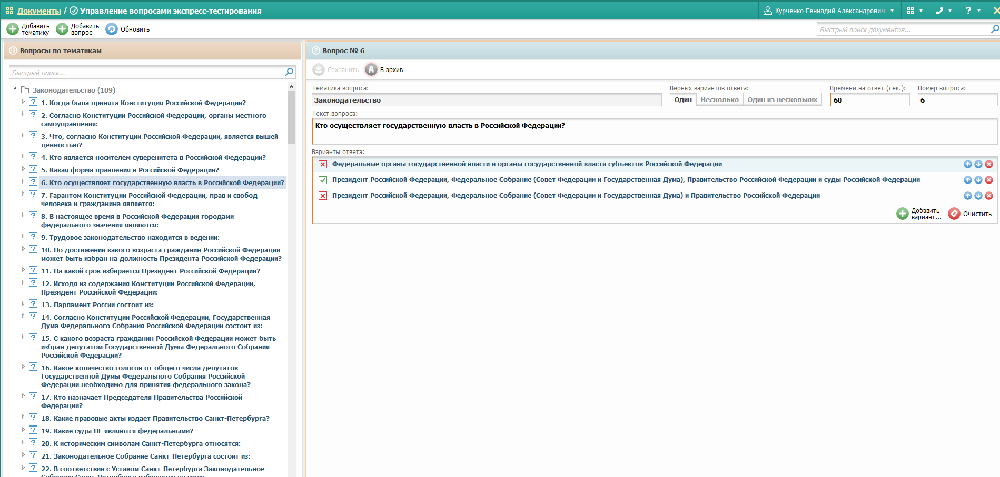 Документы / Управление вопросами экспресс-тестирования
Курченко Геннадий Александрович
?
Добавить
тематику
Добавить
вопрос
Обновить
Быстрый поиск документов...
Вопросы по тематикам
Быстрый поиск...
Законодательство (109)
1. Когда была принята Конституция Российской Федерации?
2. Согласно Конституции Российской Федерации, органы местного
самоуправления:
3. Что, согласно Конституции Российской Федерации, является вышей
ценностью?
4. Кто является носителем суверенитета в Российской Федерации?
5. Какая форма правления в Российской Федерации?
6. Кто осуществляет государственную власть в Российской Федерации?
7. Гарантом Конституции Российской Федерации, прав и свобод
человека и гражданина является:
8. В настоящее время в Российской Федерации городами
федерального значения являются:
9. Трудовое законодательство находится в ведении:
10. По достижении какого возраста гражданин Российской Федерации
может быть избран на должность Президента Российской Федерации?
11. На какой срок избирается Президент Российской Федерации?
12. Исходя из содержания Конституции Российской Федерации,
Президент Российской Федерации:
13. Парламент России состоит из:
14. Согласно Конституции Российской Федерации, Государственная
Дума Федерального Собрания Российской Федерации состоит из:
15. С какого возраста гражданин Российской Федерации может быть
избран депутатом Государственной Думы Федерального Собрания
Российской Федерации?
16. Какое количество голосов от общего числа депутатов
Государственной Думы Федерального Собрания Российской
Федерации необходимо для принятия федерального закона?
17. Кто назначает Председателя Правительства Российской
Федерации?
18. Какие правовые акты издает Правительство Санкт-Петербурга?
19. Какие суды НЕ являются федеральными?
20. К историческим символам Санкт-Петербурга относятся:
21. Законодательное Собрание Санкт-Петербурга состоит из:
22. В соответствии с Уставом Санкт-Петербурга Законодательное
Собрание Санкт-Петербурга избирается на срок:
Вопрос № 6
Сохранить
В архив
Тематика вопроса:
Законодательство
Верных вариантов ответа:
Один Несколько Один из нескольких
Времени на ответ (сек.):
60
Номер вопроса:
6
Текст вопроса:
Кто осуществляет государственную власть в Российской Федерации?
Варианты ответа:
Федеральные органы государственной власти и органы государственной власти субъектов Российской Федерации
Президент Российской Федерации, Федеральное Собрание (Совет Федерации и Государственная Дума), Правительство Российской Федерации и суды Российской Федерации
Президент Российской Федерации, Федеральное Собрание (Совет Федерации и Государственная Дума) и Правительство Российской Федерации
Добавить
вариант...
Очистить